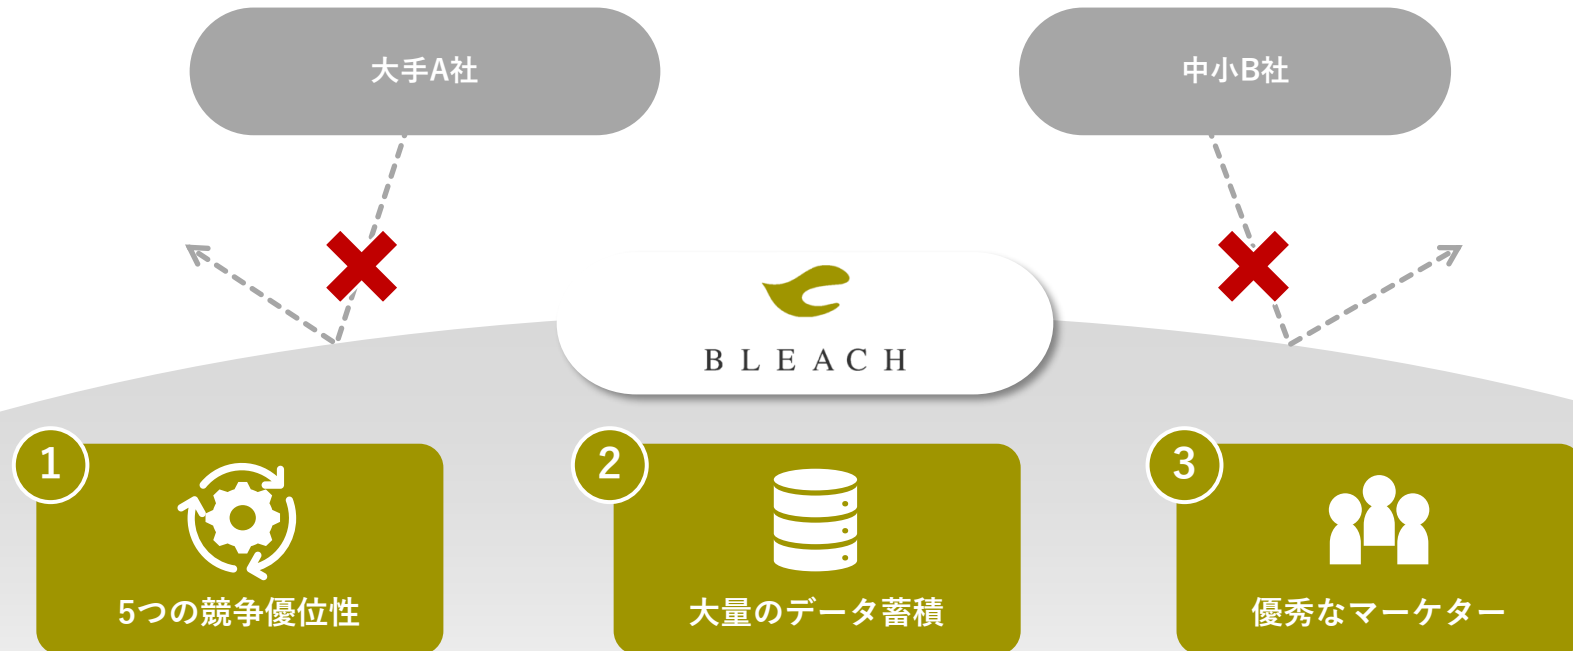 大手A社
中小B社
BLEACH
1
2
3
5つの競争優位性
大量のデータ蓄積
優秀なマーケター